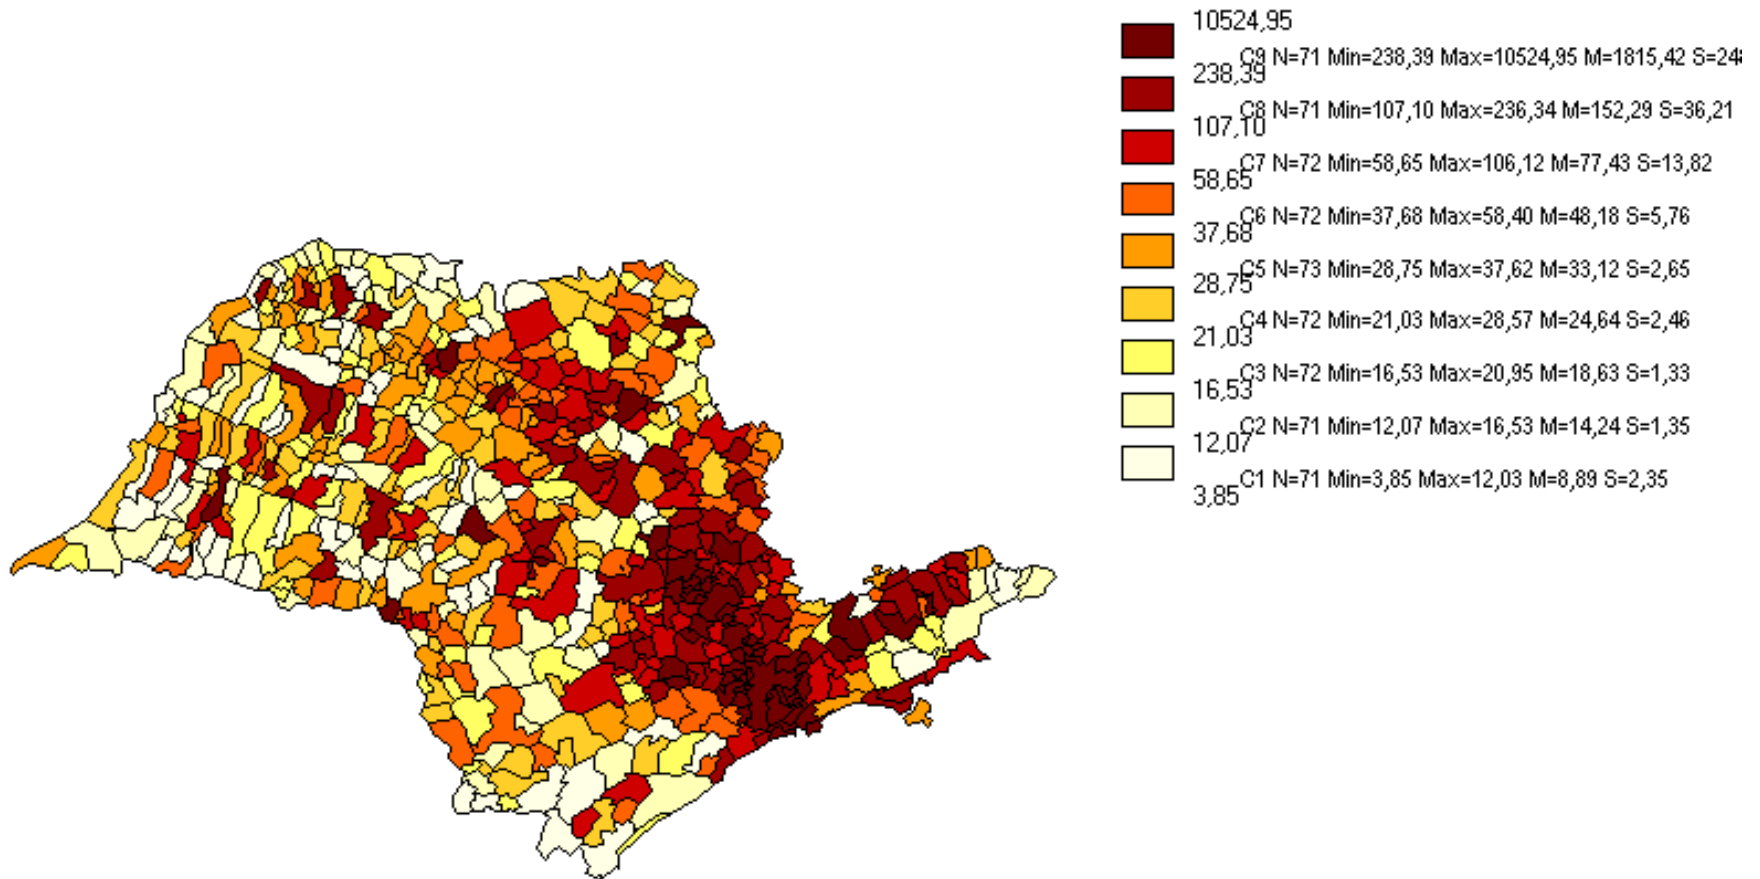 10524,95
C9 N=71 Min=238,39 Max=10524,95 M=1815,42
238,39
C8 N=71 Min=107,10 Max=236,34 M=152,29 S=36,21
107,10
C7 N=72 Min=58,65 Max=106,12 M=77,43 S=13,82
58,65
C6 N=72 Min=37,68 Max=58,40 M=48,18 S=5,76
37,68
C5 N=73 Min=28,75 Max=37,62 M=33,12 S=2,65
28,75
C4 N=72 Min=21,03 Max=28,57 M=24,64 S=2,46
21,03
C3 N=72 Min=16,53 Max=20,95 M=18,63 S=1,33
16,53
C2 N=71 Min=12,07 Max=16,53 M=14,24 S=1,35
12,07
C1 N=71 Min=3,85 Max=12,03 M=8,89 S=2,35
3,85